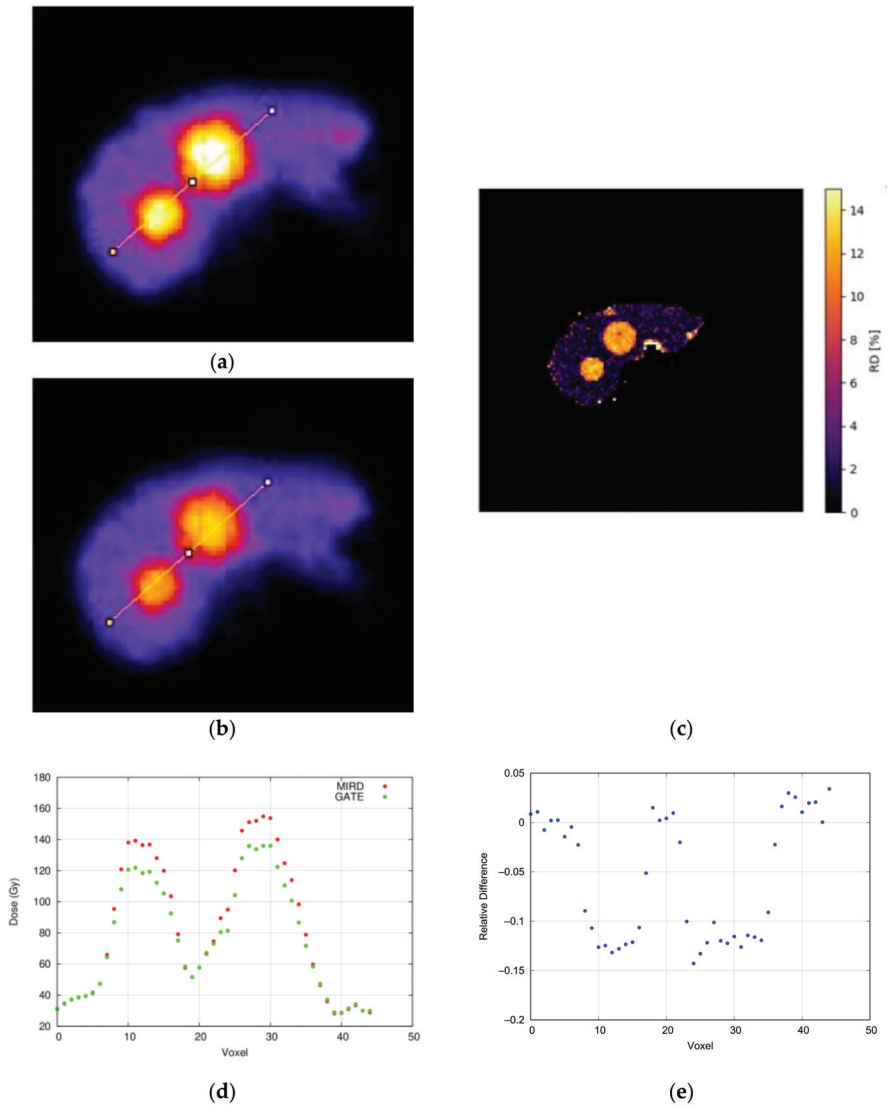 (a)
14
12
10
8
6
4
2
0
RD [%]
(b)
(c)
180
160
140
120
100
80
60
40
20
Dose (Gy)
MIRD
GATE
0 10 20 30 40 50
Voxel
(d)
0.05
0
−0.05
−0.1
−0.15
−0.2
Relative Difference
0 10 20 30 40 50
Voxel
(e)